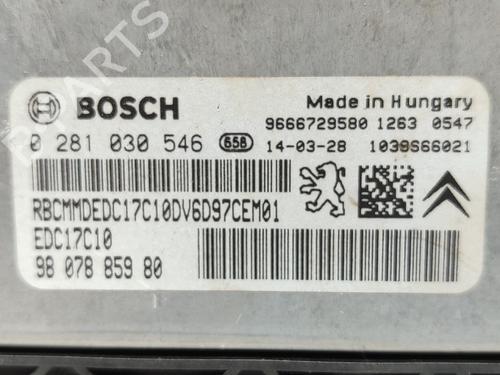 PARTS
BOSCH
Made in Hungary
9666729580 1263 0547
0 281 030 546 658 14-03-28 1039S66021
RBCMMDEDC17C10DV6D97CEM01
EDC17C10
98 078 859 80